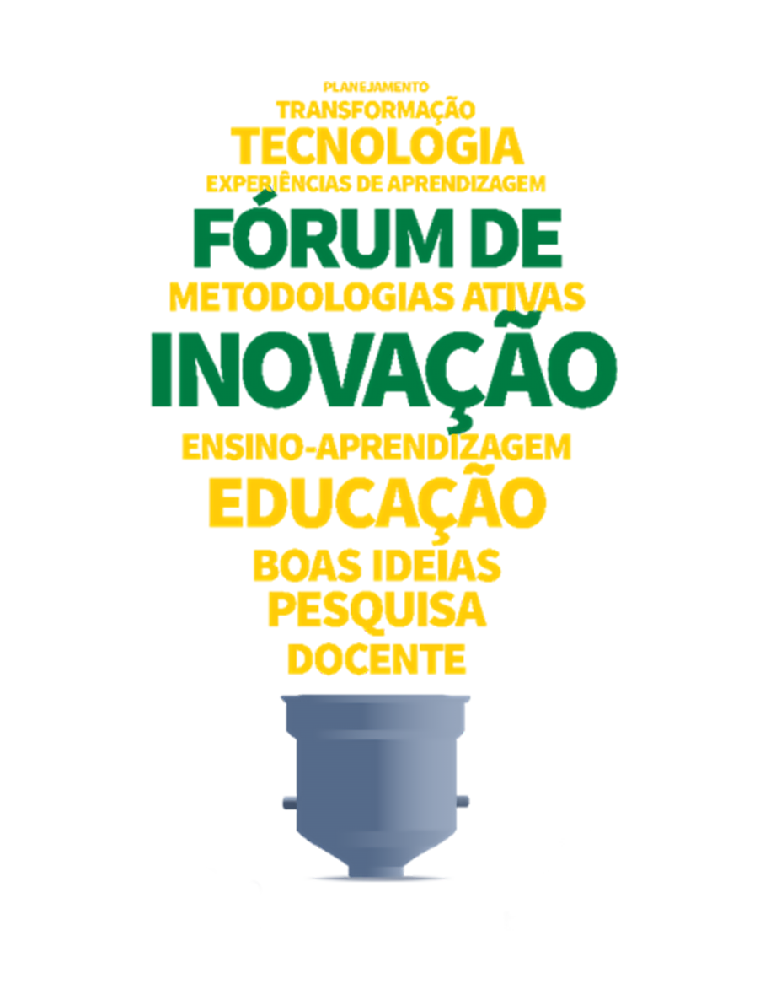 PLANEJAMENTO
TRANSFORMAÇÃO
TECNOLOGIA
EXPERIÊNCIAS DE APRENDIZAGEM
FÓRUM DE
METODOLOGIAS ATIVAS
INOVAÇÃO
ENSINO-APRENDIZAGEM
EDUCAÇÃO
BOAS IDEIAS
PESQUISA
DOCENTE